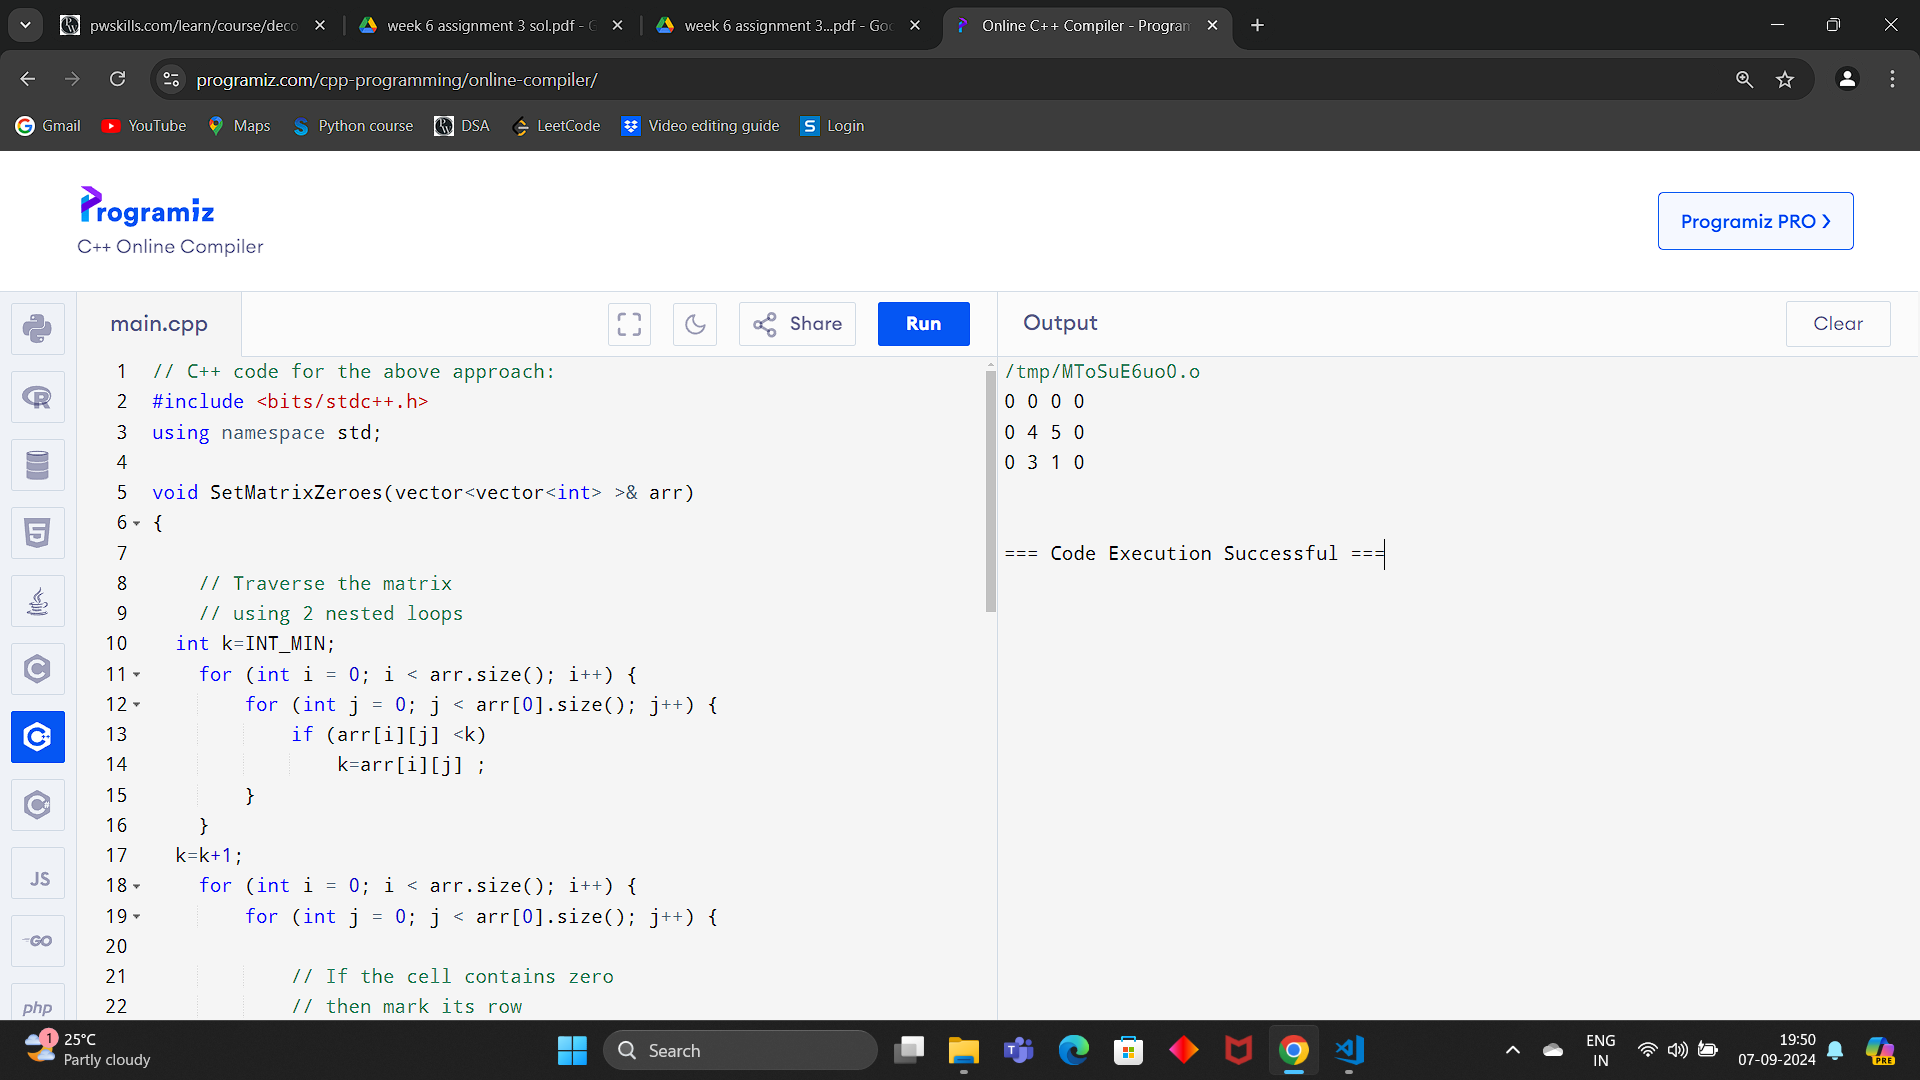 pwskills.com/learn/course/deco
week 6 assignment 3 sol.pdf - G
week 6 assignment 3...pdf - Goo
Online C++ Compiler - Program
programiz.com/cpp-programming/online-compiler/
Gmail
YouTube
Maps
Python course
DSA
LeetCode
Video editing guide
Login
Programiz
C++ Online Compiler
Programiz PRO >
main.cpp
Share
Run
Output
Clear
1 // C++ code for the above approach:
2 #include <bits/stdc++.h>
3 using namespace std;
4
5 void SetMatrixZeroes(vector<vector<int> >& arr)
6 {
7
8 // Traverse the matrix
9 // using 2 nested loops
10 int k=INT_MIN;
11 for (int i = 0; i < arr.size(); i++) {
12 for (int j = 0; j < arr[0].size(); j++) {
13 if (arr[i][j] <k)
14 k=arr[i][j] ;
15 }
16 }
17 k=k+1;
18 for (int i = 0; i < arr.size(); i++) {
19 for (int j = 0; j < arr[0].size(); j++) {
20
21 // If the cell contains zero
22 // then mark its row
/tmp/MToSuE6uo0.o
0 0 0 0
0 4 5 0
0 3 1 0
=== Code Execution Successful ===
JS
GO
php
1
25°C
Partly cloudy
Search
ENG
IN
19:50
07-09-2024
PRE